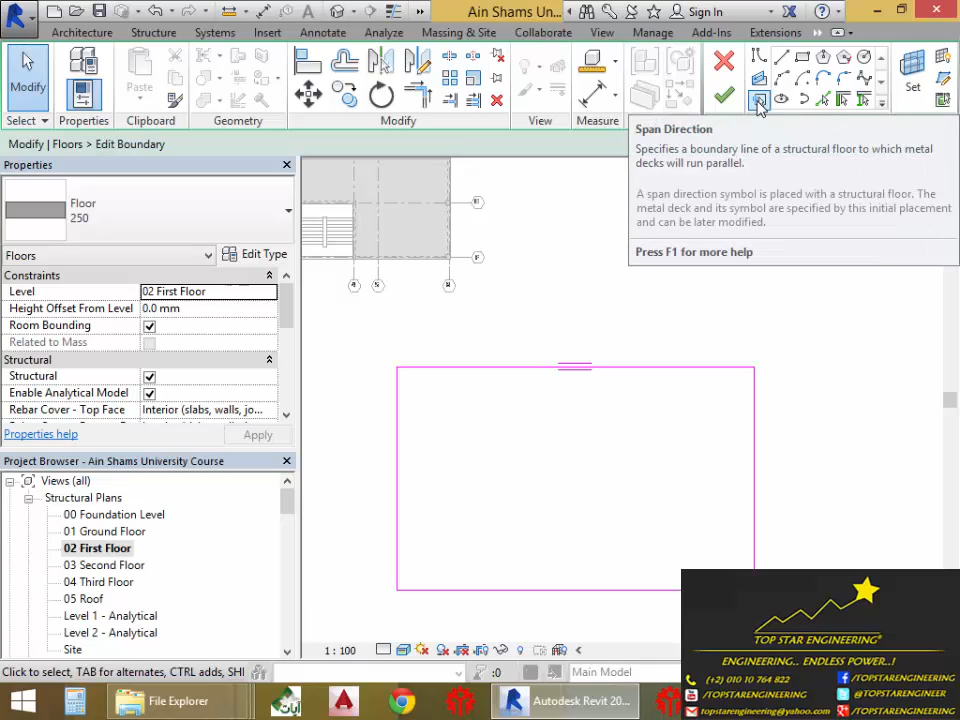 Ain Shams Un...
Sign In
Architecture Structure Systems Insert Annotate Analyze Massing & Site Collaborate View Manage Add-Ins Extensions
Modify
Paste
Set
Select Properties Clipboard Geometry Modify View Measure
Modify | Floors > Edit Boundary
Span Direction
Specifies a boundary line of a structural floor to which metal
decks will run parallel.
A span direction symbol is placed with a structural floor. The
metal deck and its symbol are specified by this initial placement
and can be later modified.
Press F1 for more help
Properties
Floor
250
Floors
Edit Type
Constraints
Level 02 First Floor
Height Offset From Level 0.0 mm
Room Bounding
Related to Mass
Structural
Structural
Enable Analytical Model
Rebar Cover - Top Face Interior (slabs, walls, jo...
Properties help
Apply
Project Browser - Ain Shams University Course
Views (all)
Structural Plans
00 Foundation Level
01 Ground Floor
02 First Floor
03 Second Floor
04 Third Floor
05 Roof
Level 1 - Analytical
Level 2 - Analytical
Site
1 : 100
Click to select, TAB for alternates, CTRL adds, SHI
:0
Main Model
File Explorer
Autodesk Revit 20...
TOP STAR ENGINEERING®
ENGINEERING.. ENDLESS POWER..!
(+2) 010 10 764 822
/TOPSTARENGINEERING
/TOPSTARENGINEERING
@TOPSTARENGINEER
topstarengineering@yahoo.com
/TOPSTARENGINEERING